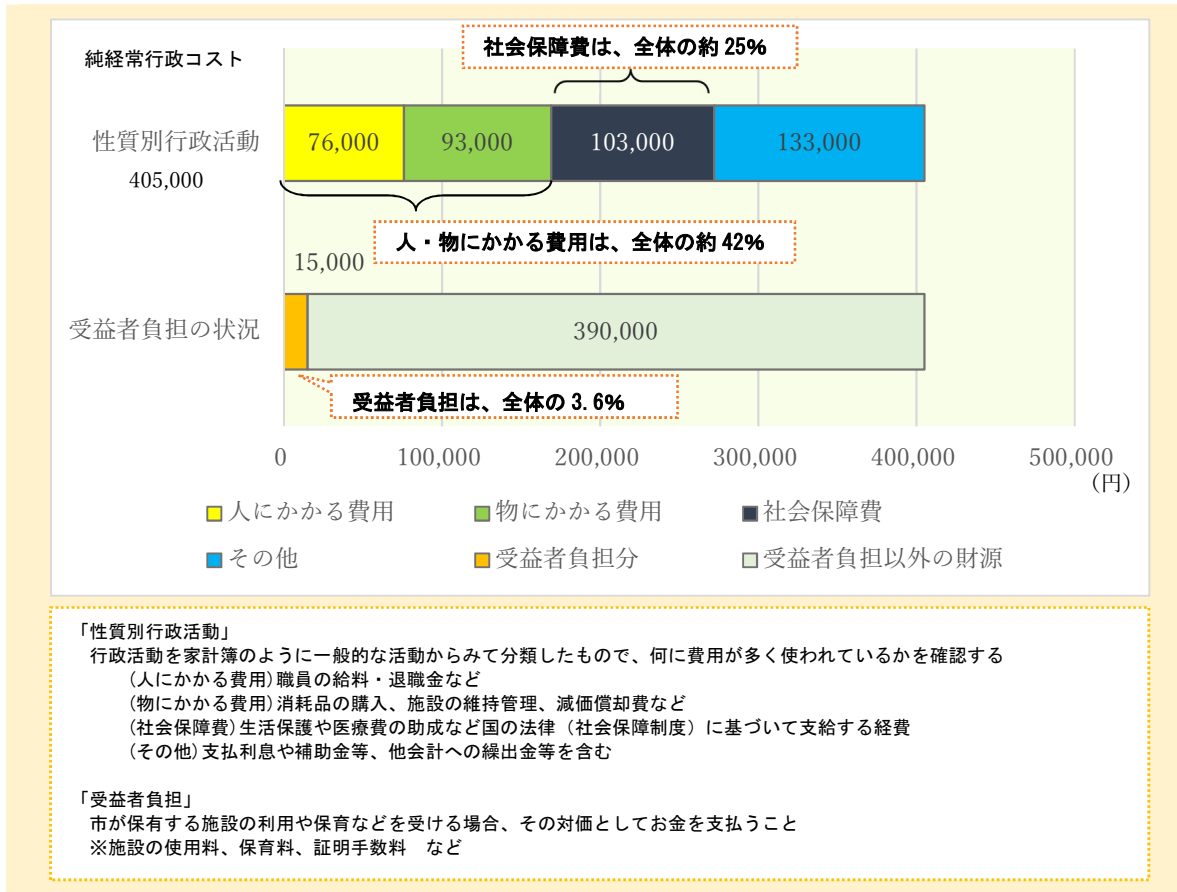 社会保障費は、全体の約 25%
純経常行政コスト
性質別行政活動
405,000
76,000
93,000
103,000
133,000
人・物にかかる費用は、全体の約 42%
15,000
受益者負担の状況
390,000
受益者負担は、全体の 3.6%
0
100,000
200,000
300,000
400,000
500,000
（円）
人にかかる費用
物にかかる費用
社会保障費
その他
受益者負担分
受益者負担以外の財源
「性質別行政活動」
行政活動を家計簿のように一般的な活動からみて分類したもので、何に費用が多く使われているかを確認する
(人にかかる費用)職員の給料・退職金など
(物にかかる費用)消耗品の購入、施設の維持管理、減価償却費など
(社会保障費)生活保護や医療費の助成など国の法律（社会保障制度）に基づいて支給する経費
(その他)支払利息や補助金等、他会計への繰出金等を含む
「受益者負担」
市が保有する施設の利用や保育などを受ける場合、その対価としてお金を支払うこと
※施設の使用料、保育料、証明手数料　など